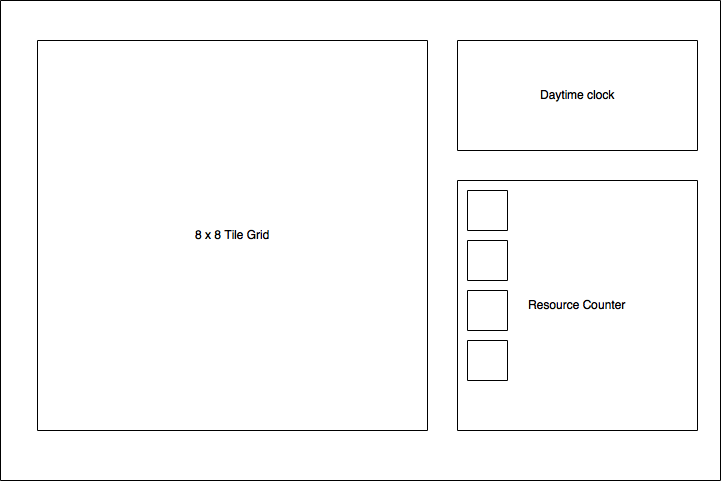 Daytime clock
8 x 8 Tile Grid
Resource Counter